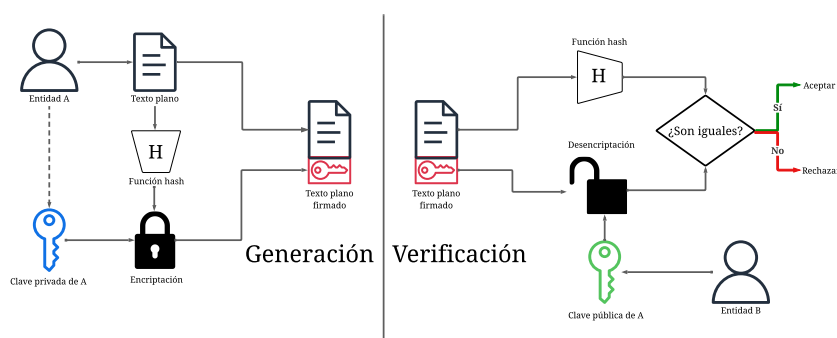 Entidad A
Texto plano
H
Función hash
Clave privada de A
Encriptación
Texto plano
firmado
Generación
Verificación
Función hash
H
Texto plano
firmado
Desencriptación
¿Son iguales?
Sí
Aceptar
No
Rechaza
Clave pública de A
Entidad B